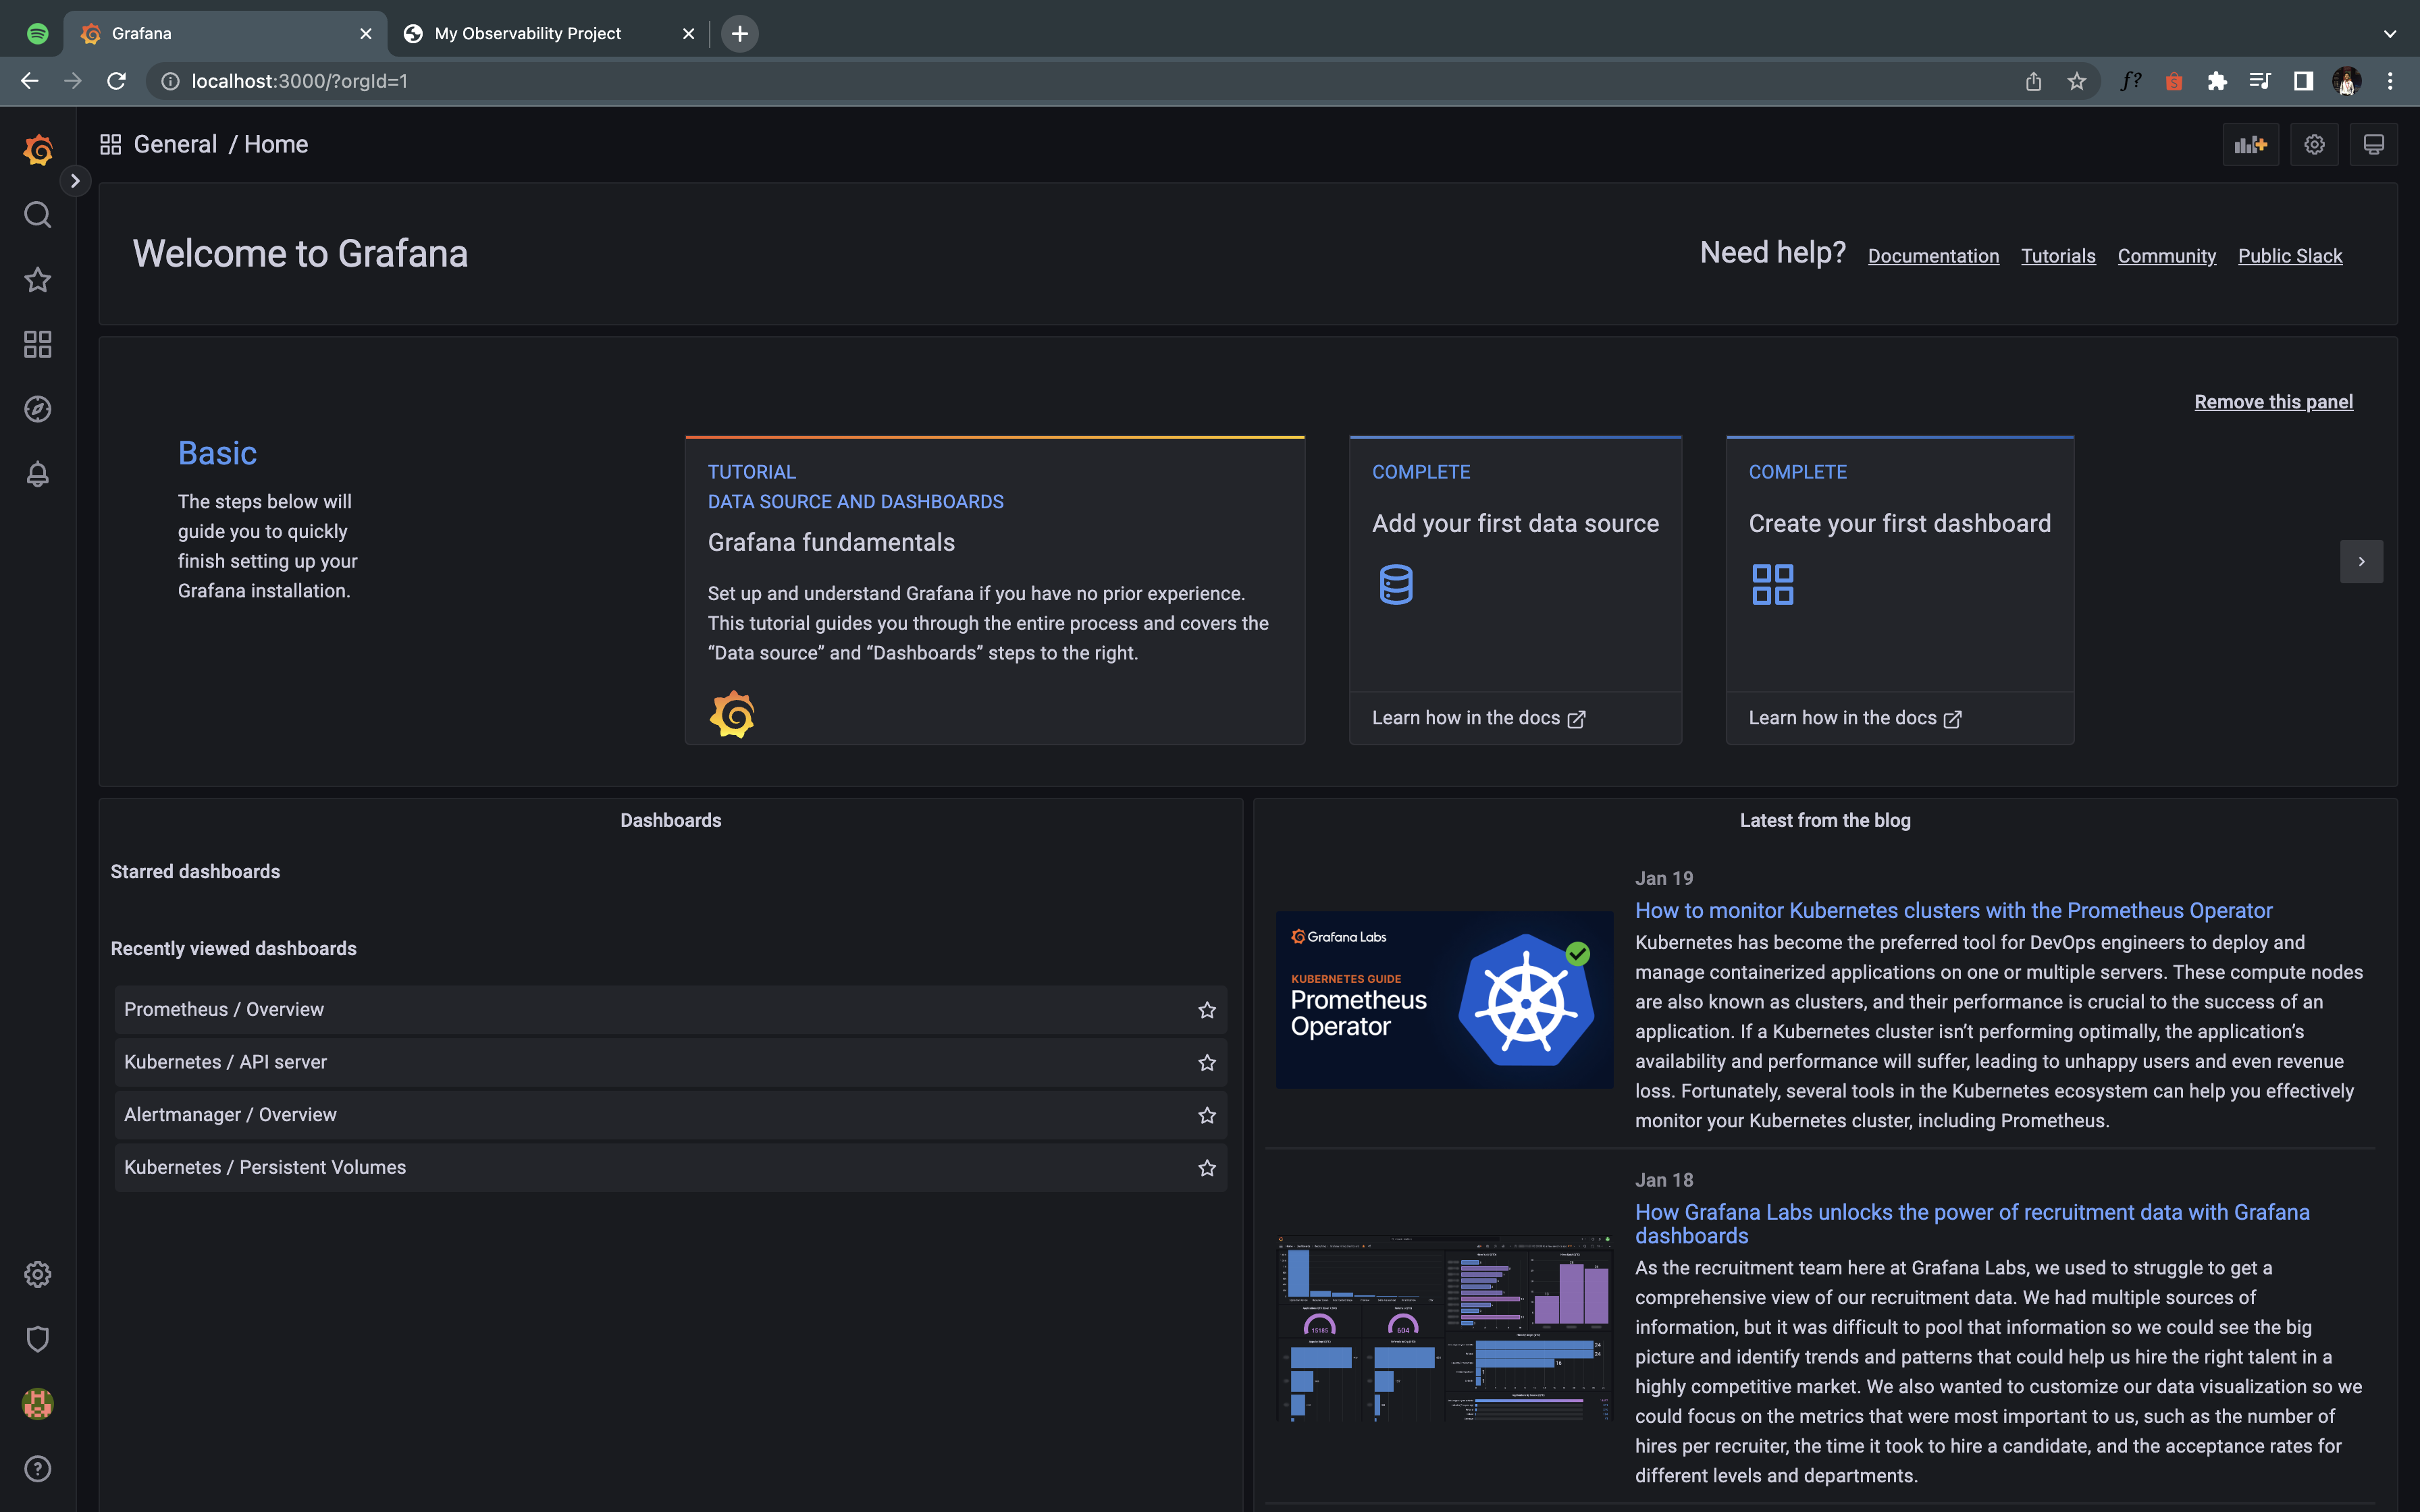 Grafana
My Observability Project
localhost:3000/?orgId=1
f?
General / Home
Welcome to Grafana
Need help? Documentation Tutorials Community Public Slack
Remove this panel
Basic
The steps below will
guide you to quickly
finish setting up your
Grafana installation.
TUTORIAL
DATA SOURCE AND DASHBOARDS
Grafana fundamentals
Set up and understand Grafana if you have no prior experience.
This tutorial guides you through the entire process and covers the
“Data source” and “Dashboards” steps to the right.
COMPLETE
Add your first data source
Learn how in the docs
COMPLETE
Create your first dashboard
Learn how in the docs
Dashboards
Starred dashboards
Recently viewed dashboards
Prometheus / Overview
Kubernetes / API server
Alertmanager / Overview
Kubernetes / Persistent Volumes
Latest from the blog
Grafana Labs
KUBERNETES GUIDE
Prometheus
Operator
Jan 19
How to monitor Kubernetes clusters with the Prometheus Operator
Kubernetes has become the preferred tool for DevOps engineers to deploy and
manage containerized applications on one or multiple servers. These compute nodes
are also known as clusters, and their performance is crucial to the success of an
application. If a Kubernetes cluster isn’t performing optimally, the application’s
availability and performance will suffer, leading to unhappy users and even revenue
loss. Fortunately, several tools in the Kubernetes ecosystem can help you effectively
monitor your Kubernetes cluster, including Prometheus.
15185
604
24
24
16
Jan 18
How Grafana Labs unlocks the power of recruitment data with Grafana
dashboards
As the recruitment team here at Grafana Labs, we used to struggle to get a
comprehensive view of our recruitment data. We had multiple sources of
information, but it was difficult to pool that information so we could see the big
picture and identify trends and patterns that could help us hire the right talent in a
highly competitive market. We also wanted to customize our data visualization so we
could focus on the metrics that were most important to us, such as the number of
hires per recruiter, the time it took to hire a candidate, and the acceptance rates for
different levels and departments.